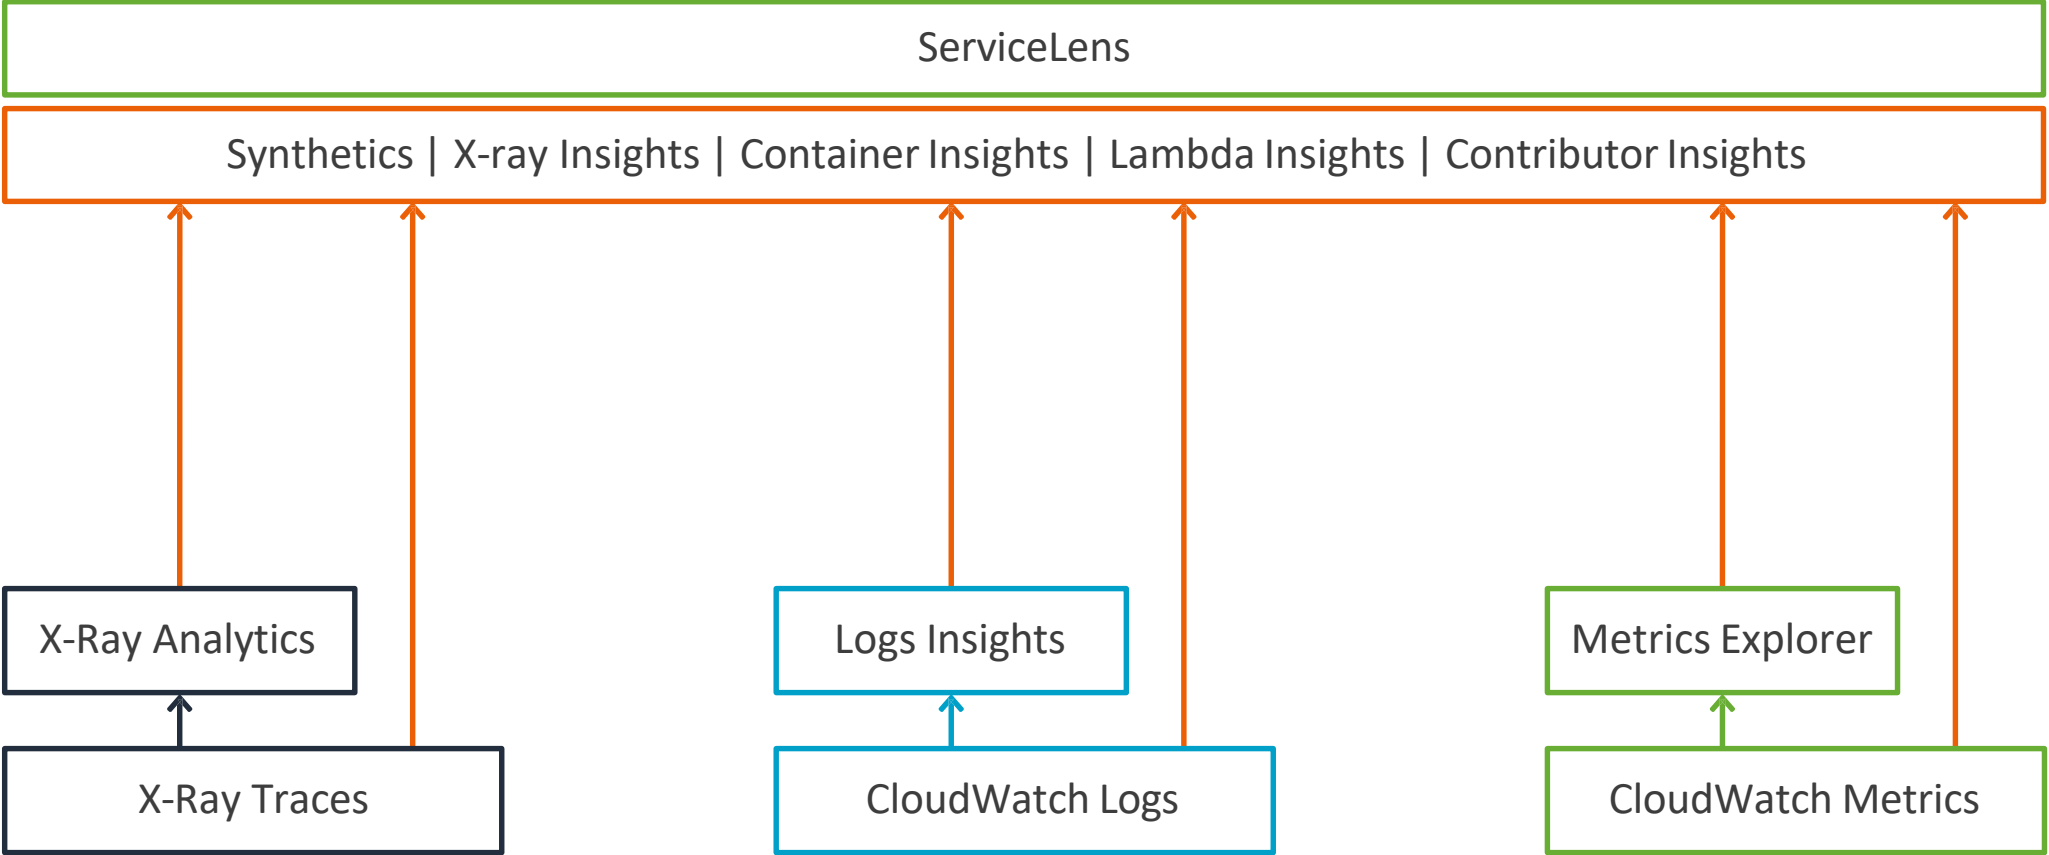 ServiceLens
Synthetics | X-ray Insights | Container Insights | Lambda Insights | Contributor Insights
X-Ray Analytics
Logs Insights
Metrics Explorer
X-Ray Traces
CloudWatch Logs
CloudWatch Metrics